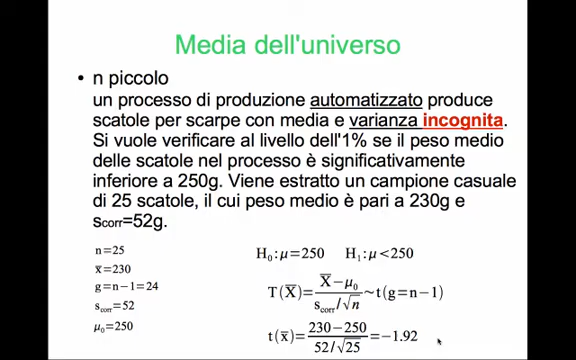 Media dell'universo
• n piccolo
un processo di produzione automatizzato produce
scatole per scarpe con media e varianza incognita.
Si vuole verificare al livello dell'1% se il peso medio
delle scatole nel processo è significativamente
inferiore a 250g. Viene estratto un campione casuale
di 25 scatole, il cui peso medio è pari a 230g e
scorr=52g.
n=25
x̅=230
g=n−1=24
scorr=52
μ0=250
H0:μ=250 H1:μ<250
T(X̅)=(X̅−μ0)/(scorr/√n)~t(g=n−1)
t(x̅)=(230−250)/(52/√25)=−1.92